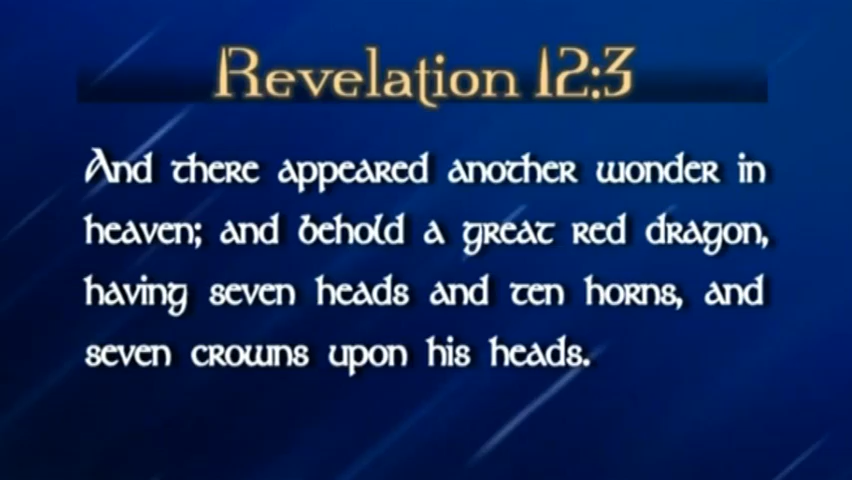 Revelation 12:3
And there appeared another wonder in
heaven; and behold a great red dragon,
having seven heads and ten horns, and
seven crowns upon his heads.